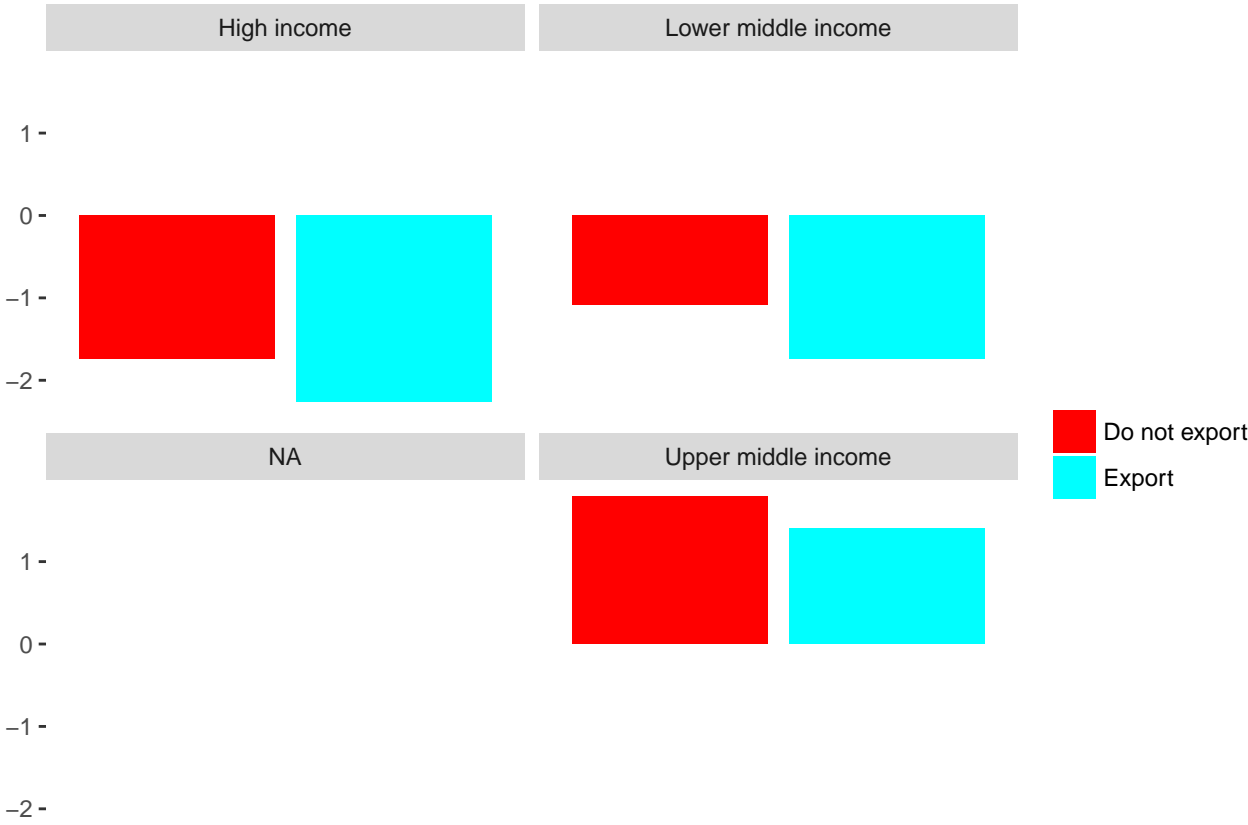 High income
Lower middle income
1
0
−1
−2
NA
Upper middle income
1
0
−1
−2
Do not export
Export